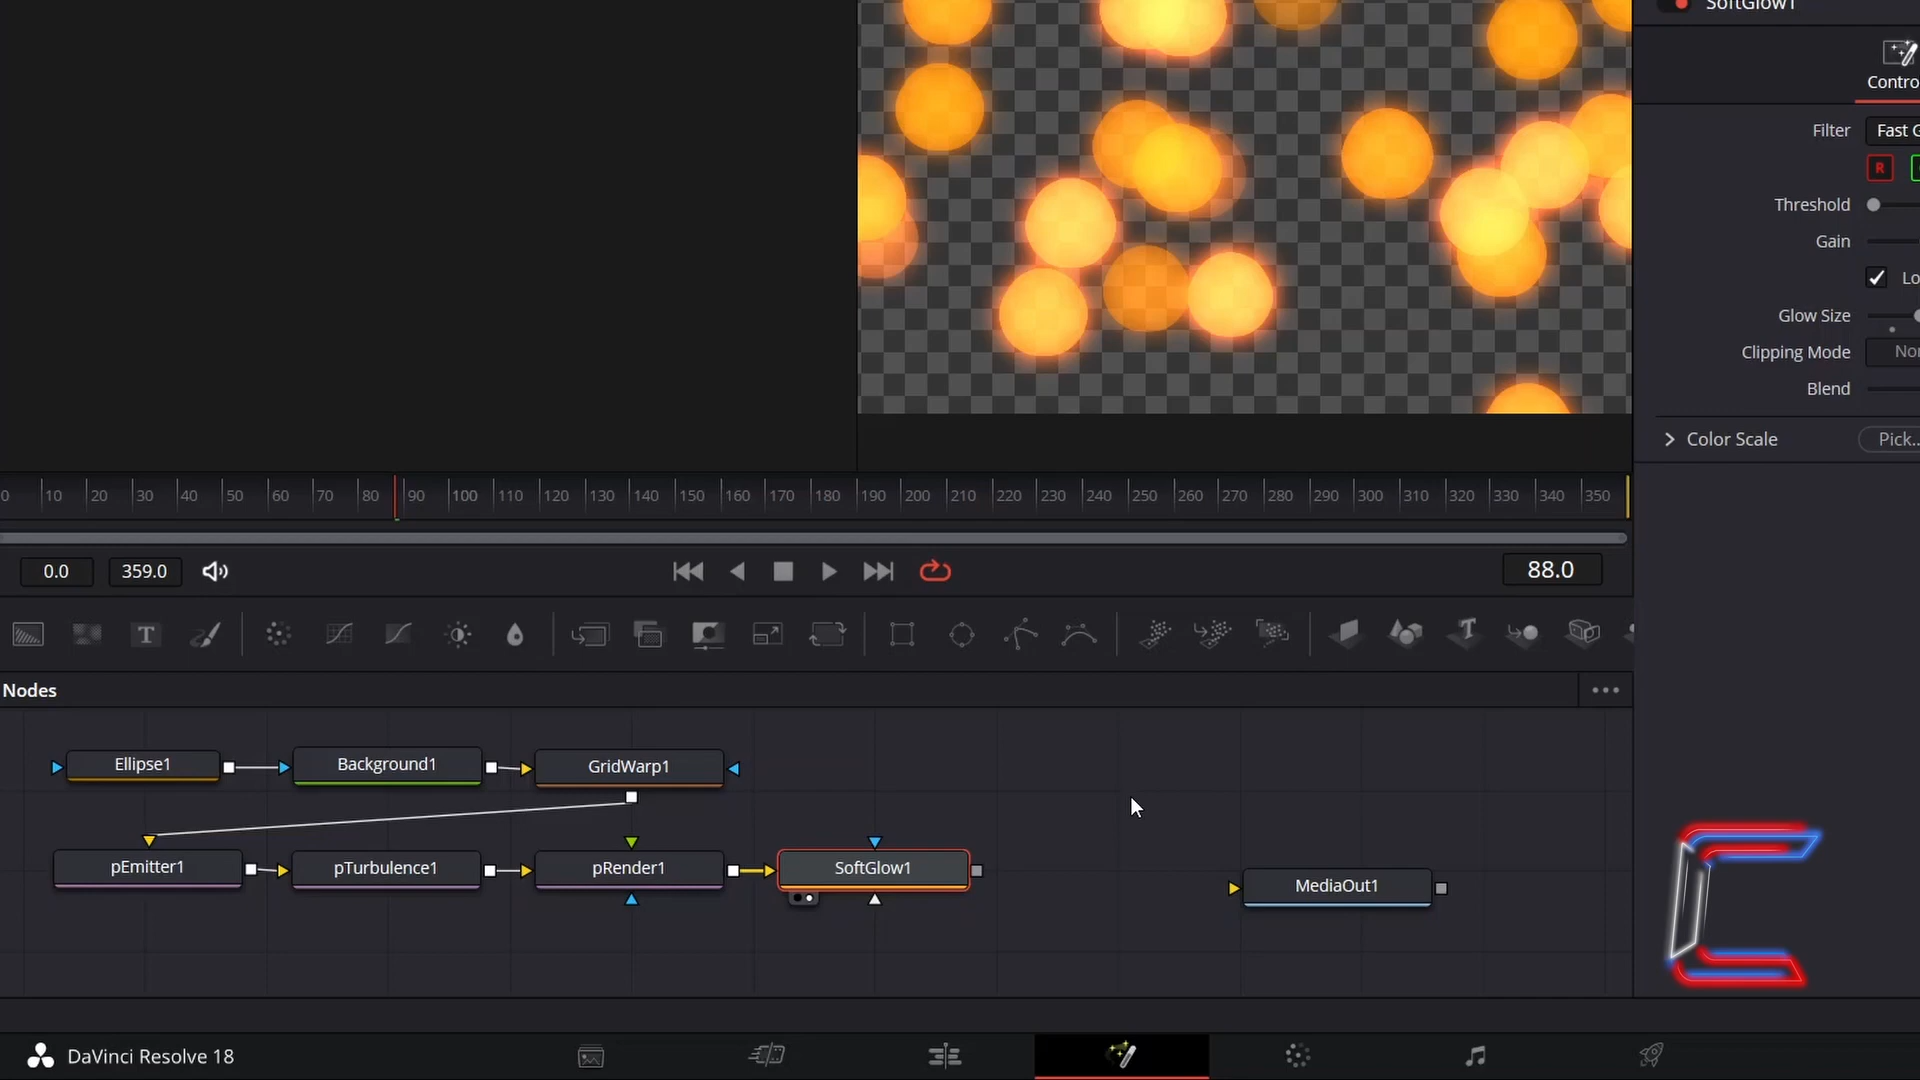 SoftGlow1
Contro
Filter
Fast G
R
Threshold
Gain
Lo
Glow Size
Clipping Mode
Nor
Blend
Color Scale
Pick...
0 10 20 30 40 50 60 70 80 90 100 110 120 130 140 150 160 170 180 190 200 210 220 230 240 250 260 270 280 290 300 310 320 330 340 350
0.0 359.0 88.0
T T
Nodes
Ellipse1 Background1 GridWarp1
pEmitter1 pTurbulence1 pRender1 SoftGlow1
MediaOut1
DaVinci Resolve 18